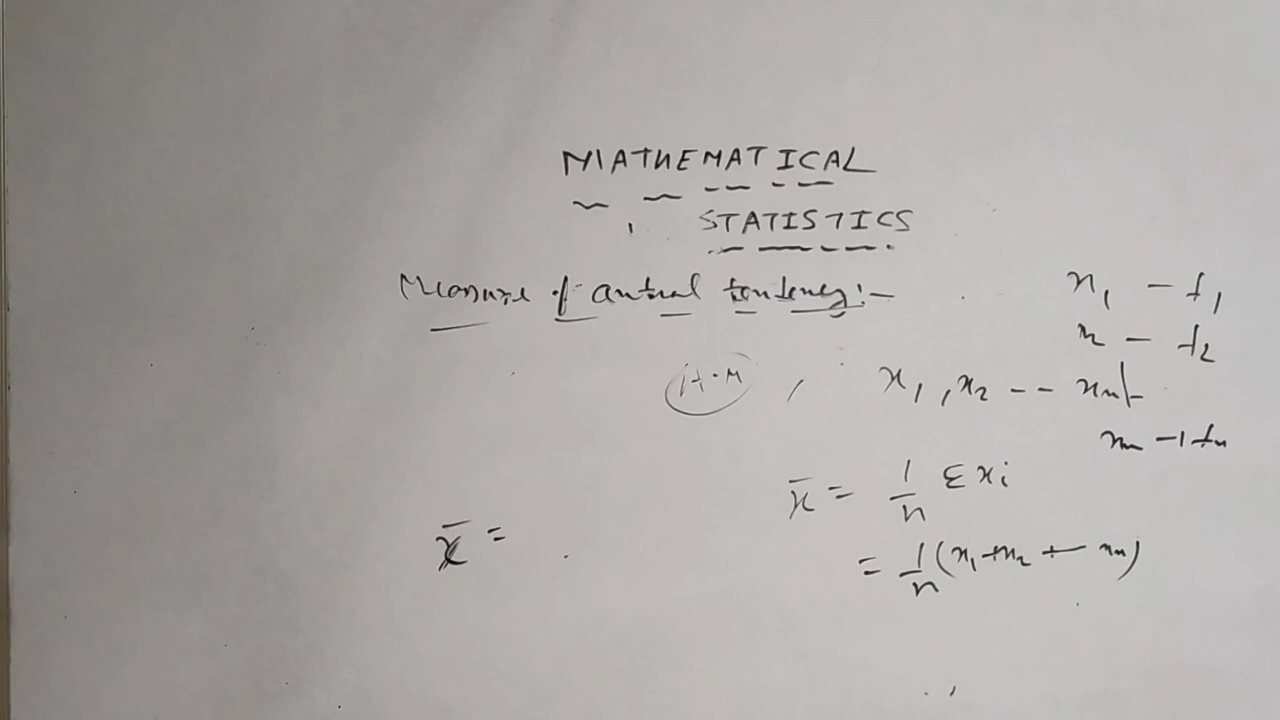 MATHEMATICAL
STATISTICS
Measure of central tendency:-
x₁ - f₁
x₂ - f₂
A.M , x₁, x₂ -- xₙ
xₙ - fₙ
x̄ = 1/n Σxᵢ
= 1/n (x₁+x₂+ — xₙ)
x̄ =